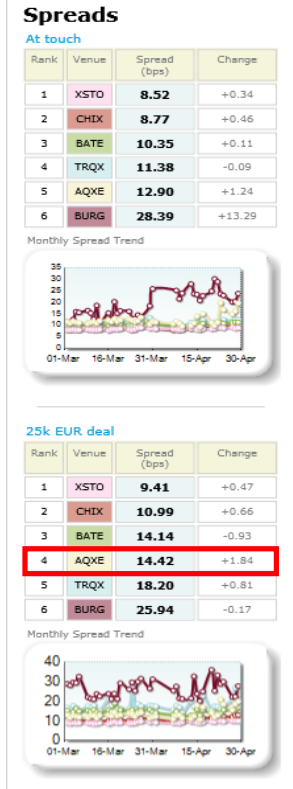 Spreads
At touch
Rank Venue Spread (bps) Change
1 XSTO 8.52 +0.34
2 CHIX 8.77 +0.46
3 BATE 10.35 +0.11
4 TRQX 11.38 -0.09
5 AQXE 12.90 +1.24
6 BURG 28.39 +13.29
Monthly Spread Trend
35
30
25
20
15
10
5
0
01-Mar 16-Mar 31-Mar 15-Apr 30-Apr
25k EUR deal
Rank Venue Spread (bps) Change
1 XSTO 9.41 +0.47
2 CHIX 10.99 +0.66
3 BATE 14.14 -0.93
4 AQXE 14.42 +1.84
5 TRQX 18.20 +0.81
6 BURG 25.94 -0.17
Monthly Spread Trend
40
30
20
10
0
01-Mar 16-Mar 31-Mar 15-Apr 30-Apr